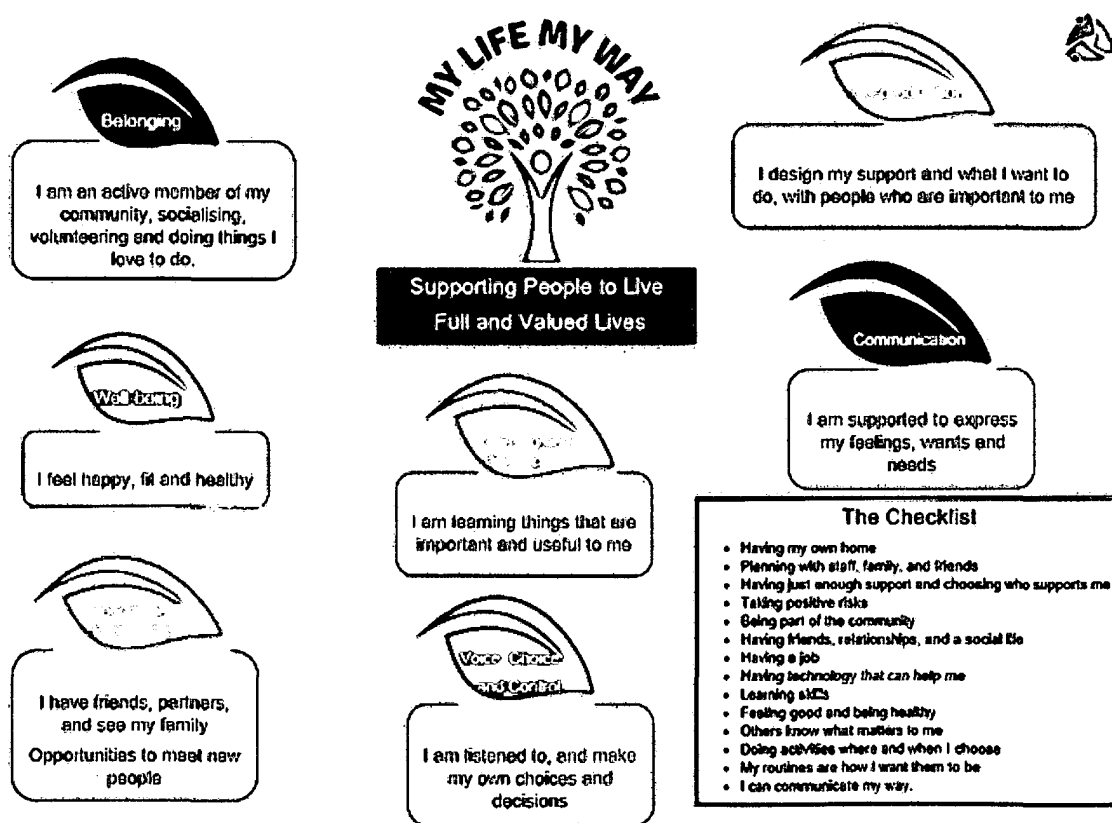 MY LIFE MY WAY
Supporting People to Live
Full and Valued Lives
Belonging
I am an active member of my
community, socialising,
volunteering and doing things I
love to do.
Well-being
I feel happy, fit and healthy
I have friends, partners,
and see my family
Opportunities to meet new
people
I am learning things that are
important and useful to me
Voice Choice
and Control
I am listened to, and make
my own choices and
decisions
I design my support and what I want to
do, with people who are important to me
Communication
I am supported to express
my feelings, wants and
needs
The Checklist
• Having my own home
• Planning with staff, family, and friends
• Having just enough support and choosing who supports me
• Taking positive risks
• Being part of the community
• Having friends, relationships, and a social life
• Having a job
• Having technology that can help me
• Learning skills
• Feeling good and being healthy
• Others know what matters to me
• Doing activities where and when I choose
• My routines are how I want them to be
• I can communicate my way.